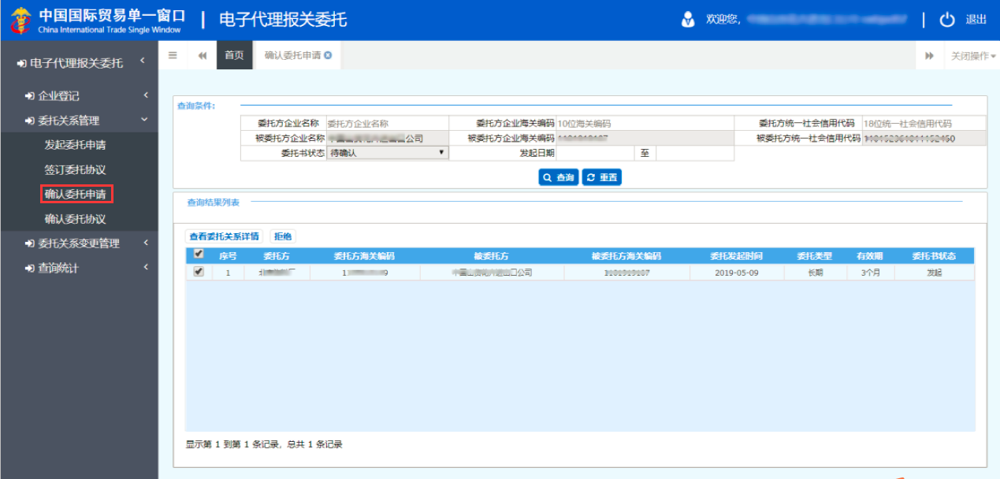 中国国际贸易单一窗口 | 电子代理报关委托
China International Trade Single Window
欢迎您,
退出
电子代理报关委托
首页
确认委托申请
关闭操作
企业登记
委托关系管理
发起委托申请
签订委托协议
确认委托申请
确认委托协议
委托关系变更管理
查询统计
查询条件:
委托方企业名称 委托方企业名称 委托方企业海关编码 10位海关编码 委托方统一社会信用代码 18位统一社会信用代码
被委托方企业名称 公司 被委托方企业海关编码 被委托方统一社会信用代码
委托书状态 待确认 发起日期 至
查询 重置
查询结果列表
查看委托关系详情 拒绝
序号 委托方 委托方海关编码 被委托方 被委托方海关编码 委托发起时间 委托类型 有效期 委托书状态
1 公司 2019-05-09 长期 3个月 发起
显示第 1 到第 1 条记录, 总共 1 条记录